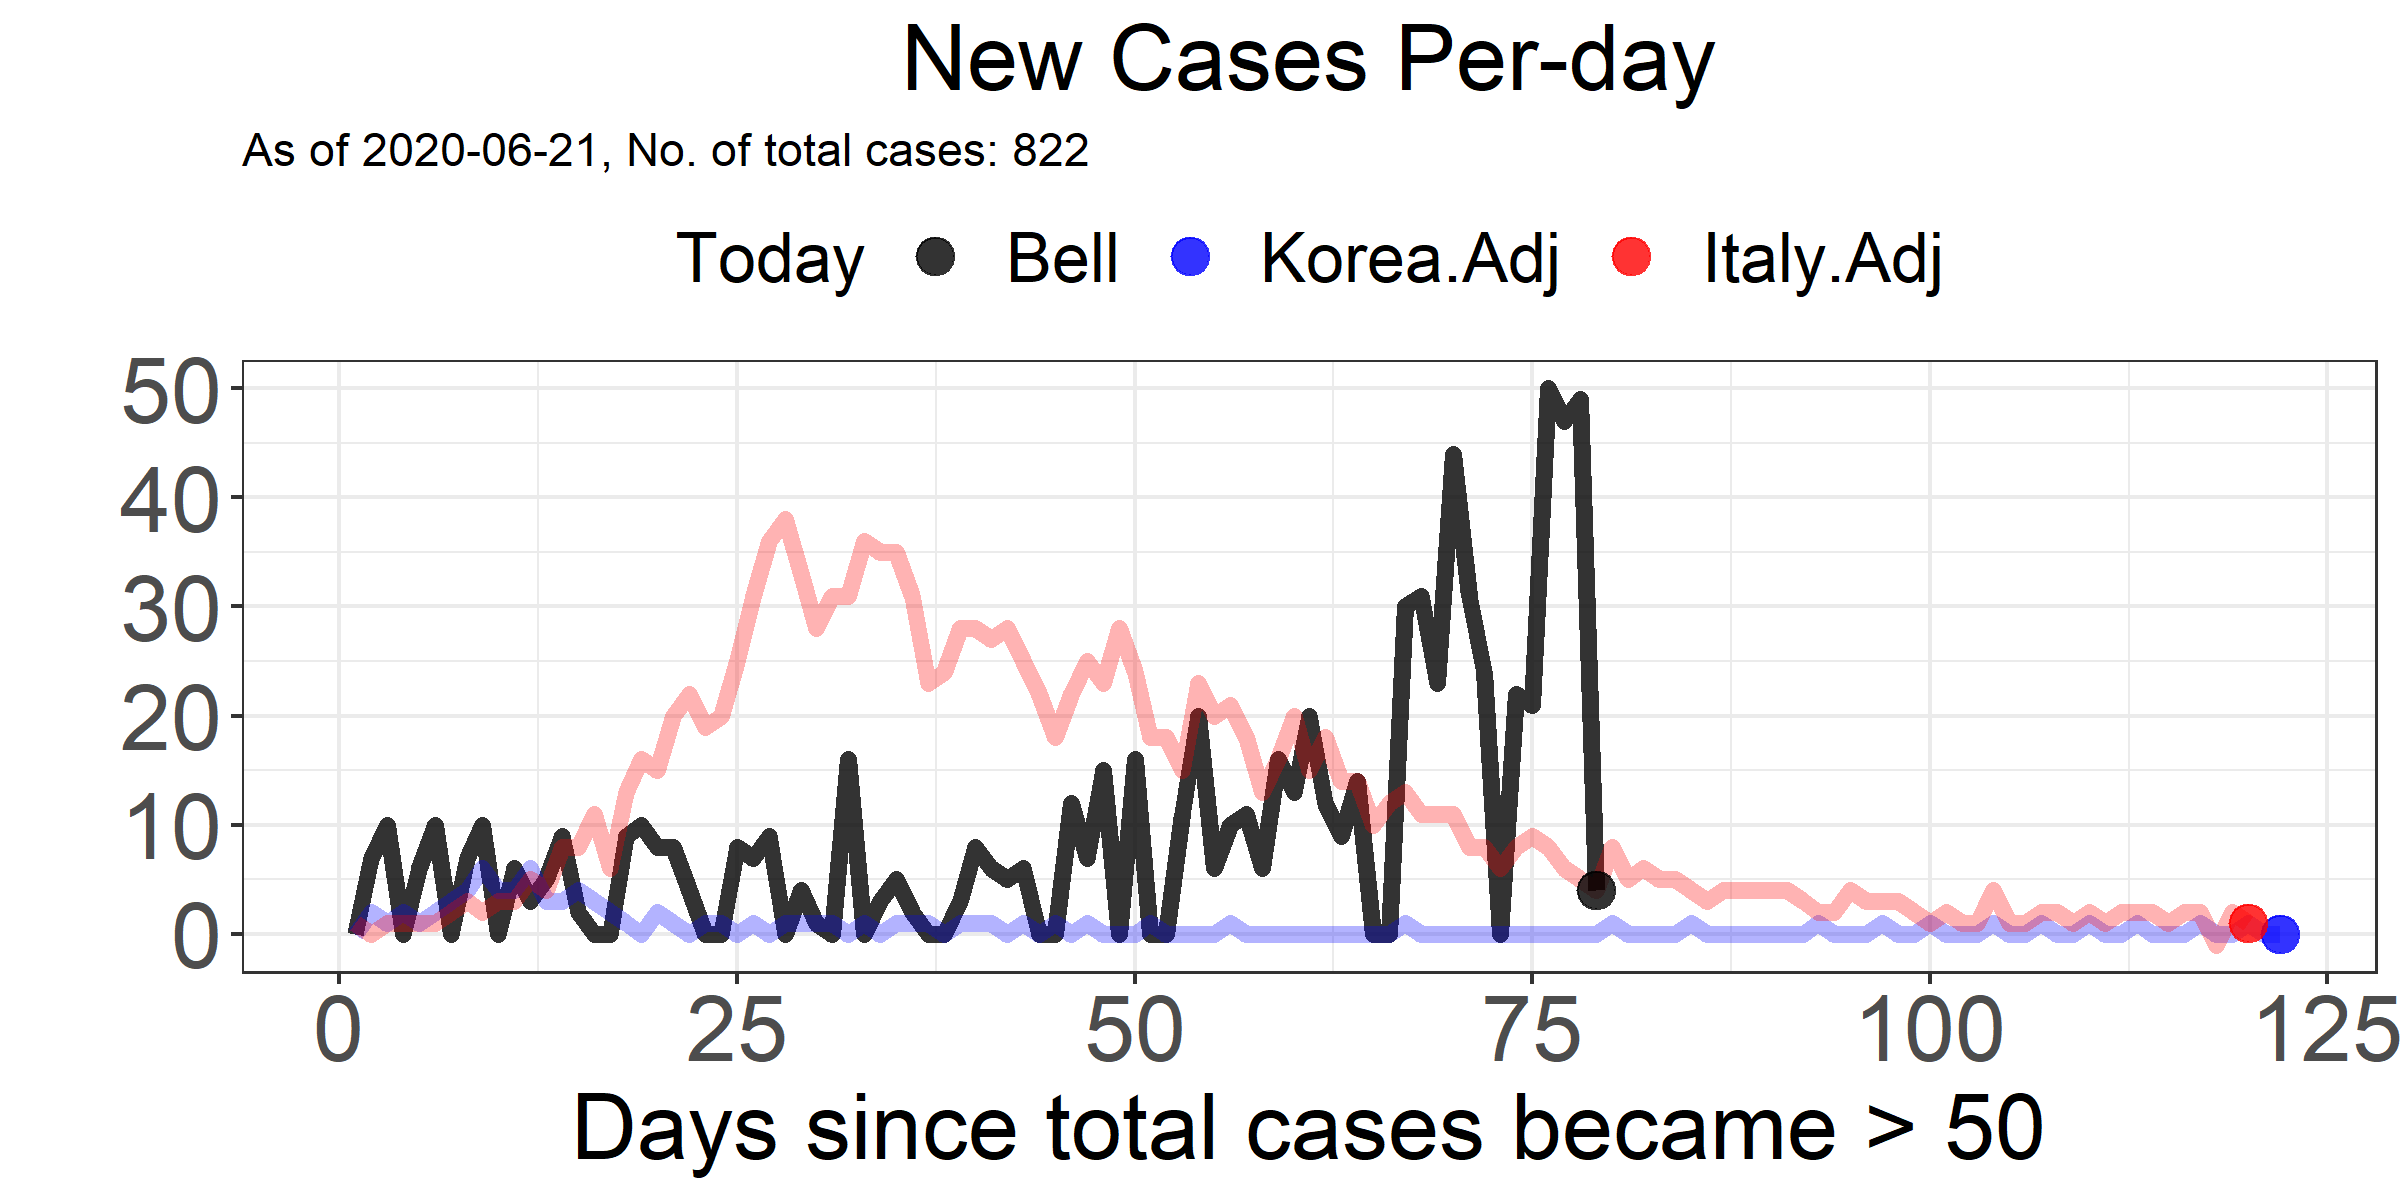 New Cases Per-day
As of 2020-06-21, No. of total cases: 822
Today Bell Korea.Adj Italy.Adj
50
40
30
20
10
0
0 25 50 75 100 125
Days since total cases became > 50